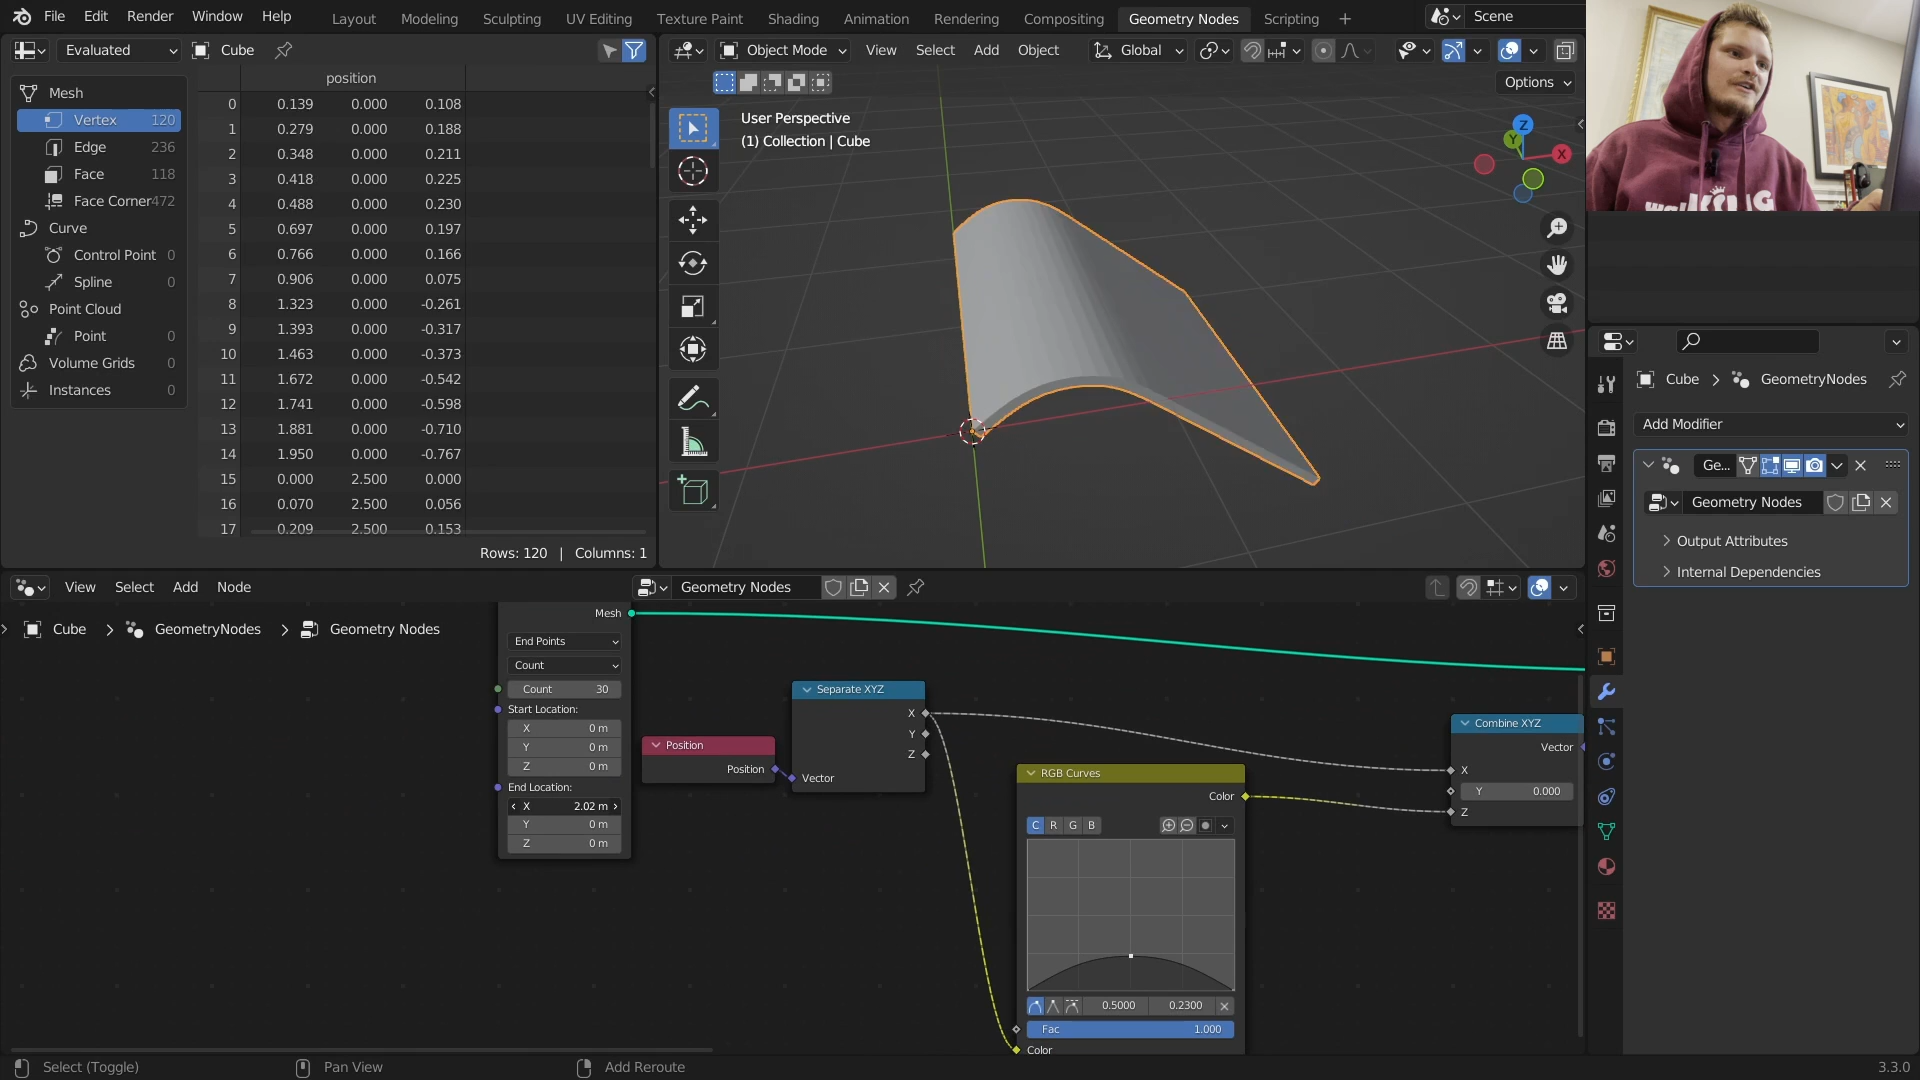 File Edit Render Window Help
Layout Modeling Sculpting UV Editing Texture Paint Shading Animation Rendering Compositing Geometry Nodes Scripting
Scene
Evaluated
Cube
Object Mode View Select Add Object
Global
Options
position
Mesh
Vertex 120
Edge 236
Face 118
Face Corner 472
Curve
Control Point 0
Spline 0
Point Cloud
Point 0
Volume Grids 0
Instances 0
0 0.139 0.000 0.108
1 0.279 0.000 0.188
2 0.348 0.000 0.211
3 0.418 0.000 0.225
4 0.488 0.000 0.230
5 0.697 0.000 0.197
6 0.766 0.000 0.166
7 0.906 0.000 0.075
8 1.323 0.000 -0.261
9 1.393 0.000 -0.317
10 1.463 0.000 -0.373
11 1.672 0.000 -0.542
12 1.741 0.000 -0.598
13 1.881 0.000 -0.710
14 1.950 0.000 -0.767
15 0.000 2.500 0.000
16 0.070 2.500 0.056
17 0.209 2.500 0.153
Rows: 120 | Columns: 1
User Perspective
(1) Collection | Cube
Z
Y
X
Cube GeometryNodes
Add Modifier
Ge...
Geometry Nodes
Output Attributes
Internal Dependencies
View Select Add Node
Geometry Nodes
Cube GeometryNodes Geometry Nodes
Mesh
End Points
Count
Count 30
Start Location:
X 0 m
Y 0 m
Z 0 m
End Location:
X 2.02 m
Y 0 m
Z 0 m
Position
Position
Separate XYZ
X
Y
Z
Vector
RGB Curves
Color
C R G B
0.5000 0.2300
Fac 1.000
Color
Combine XYZ
Vector
X
Y 0.000
Z
Select (Toggle) Pan View Add Reroute
3.3.0